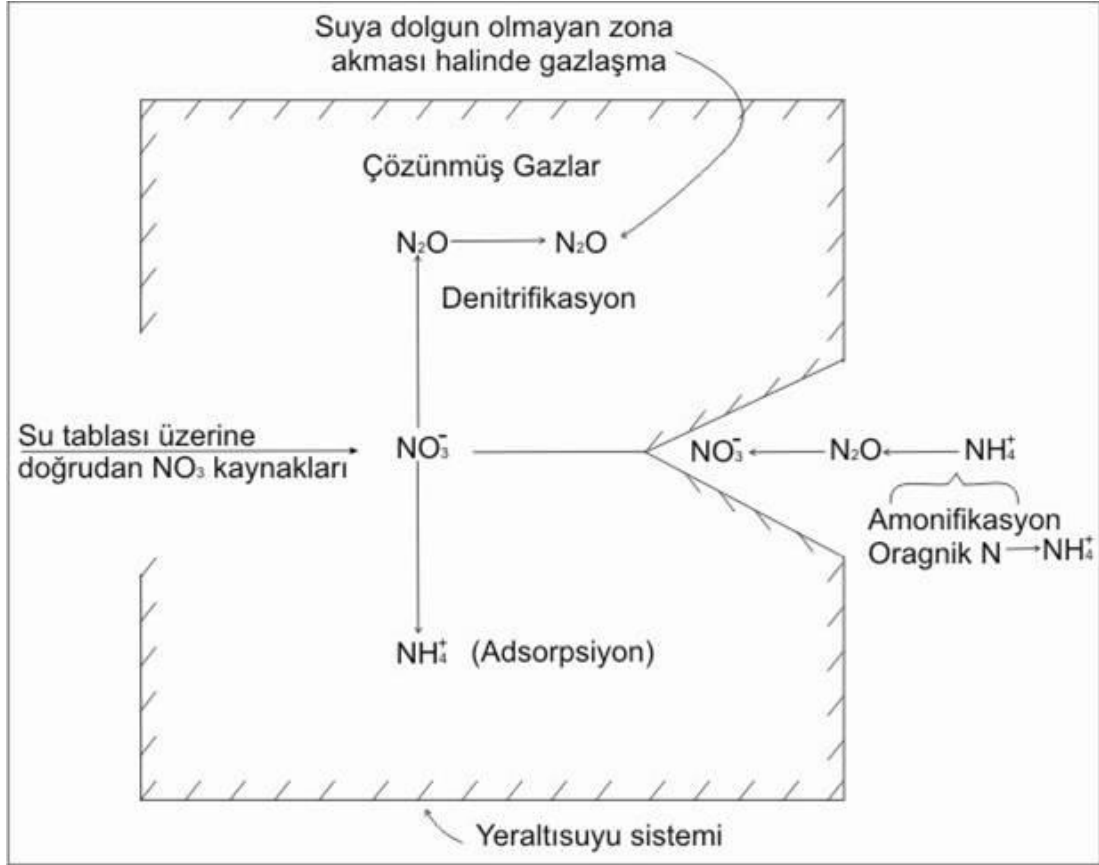 Suya dolgun olmayan zona
akması halinde gazlaşma
Çözünmüş Gazlar
N₂O → N₂O
Denitrifikasyon
Su tablası üzerine
doğrudan NO₃ kaynakları
NO₃⁻
NO₃⁻ ← N₂O ← NH₄⁺
Amonifikasyon
Oragnik N → NH₄⁺
NH₄⁺ (Adsorpsiyon)
Yeraltısuyu sistemi